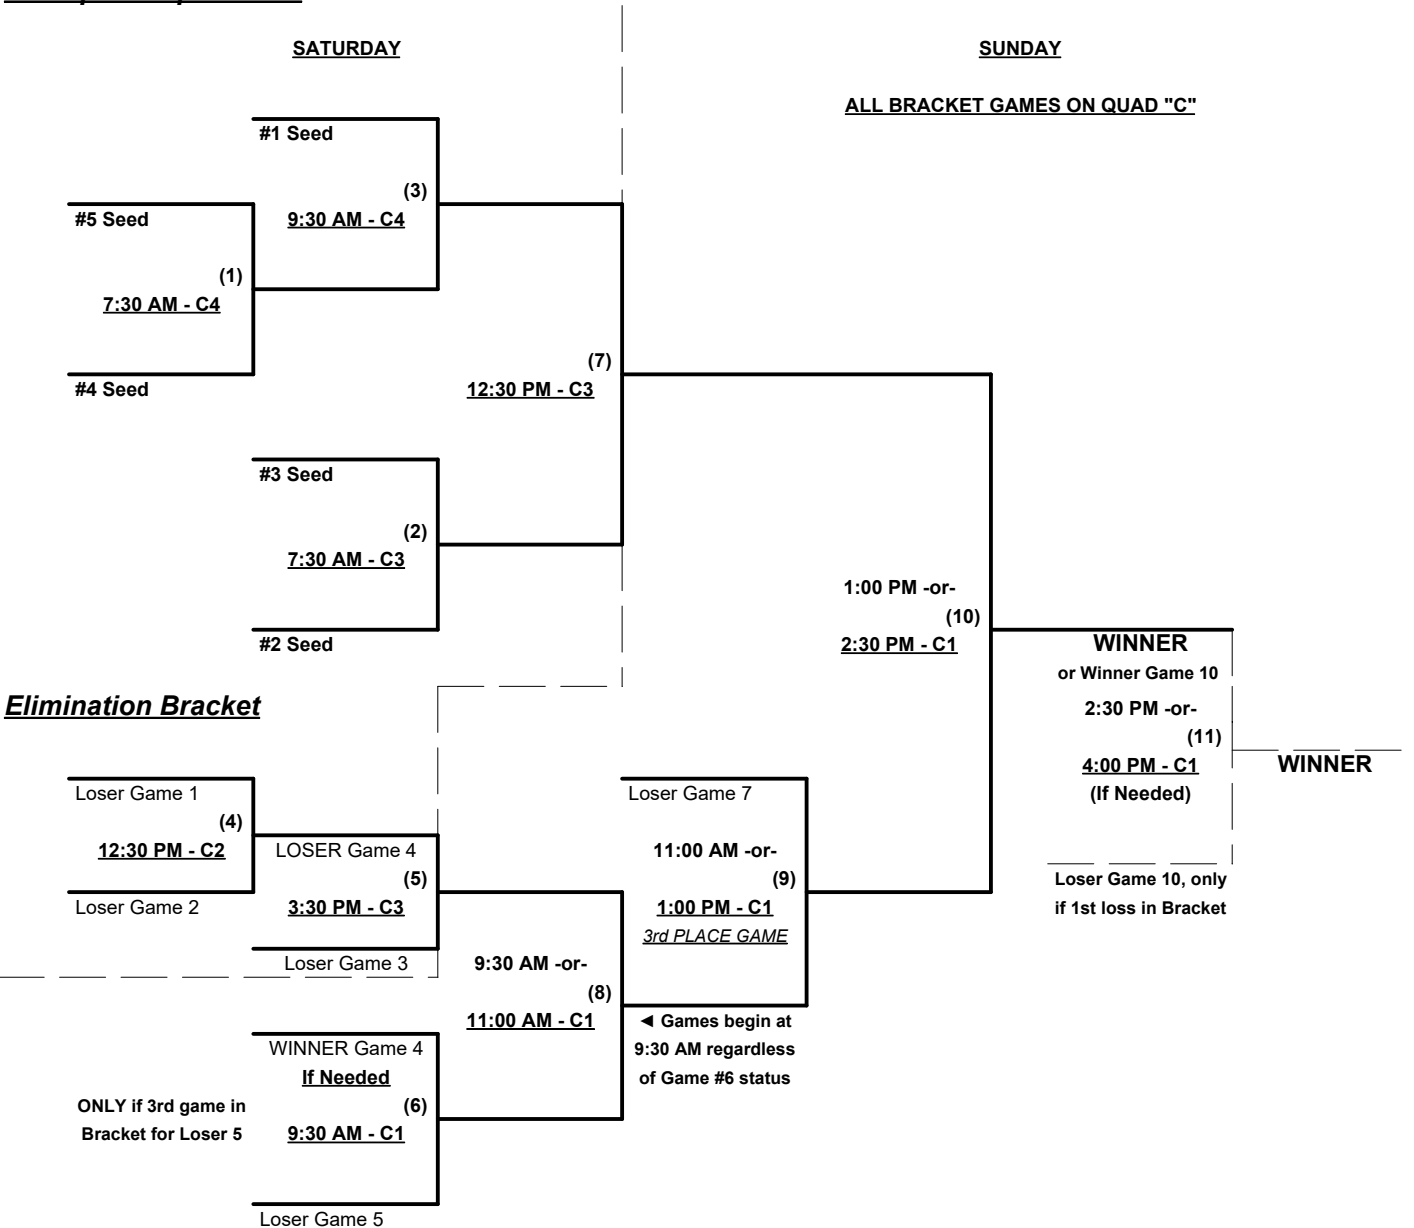 SATURDAY
SUNDAY
ALL BRACKET GAMES ON QUAD "C"
#1 Seed
(3)
9:30 AM - C4
#5 Seed
(1)
7:30 AM - C4
#4 Seed
(7)
12:30 PM - C3
#3 Seed
(2)
7:30 AM - C3
#2 Seed
1:00 PM -or-
(10)
2:30 PM - C1
WINNER
or Winner Game 10
2:30 PM -or-
(11)
4:00 PM - C1
(If Needed)
WINNER
Loser Game 10, only
if 1st loss in Bracket
Elimination Bracket
Loser Game 1
(4)
12:30 PM - C2
Loser Game 2
LOSER Game 4
(5)
3:30 PM - C3
Loser Game 3
Loser Game 7
11:00 AM -or-
(9)
1:00 PM - C1
3rd PLACE GAME
9:30 AM -or-
(8)
11:00 AM - C1
◄ Games begin at
9:30 AM regardless
of Game #6 status
WINNER Game 4
If Needed
(6)
9:30 AM - C1
ONLY if 3rd game in
Bracket for Loser 5
Loser Game 5